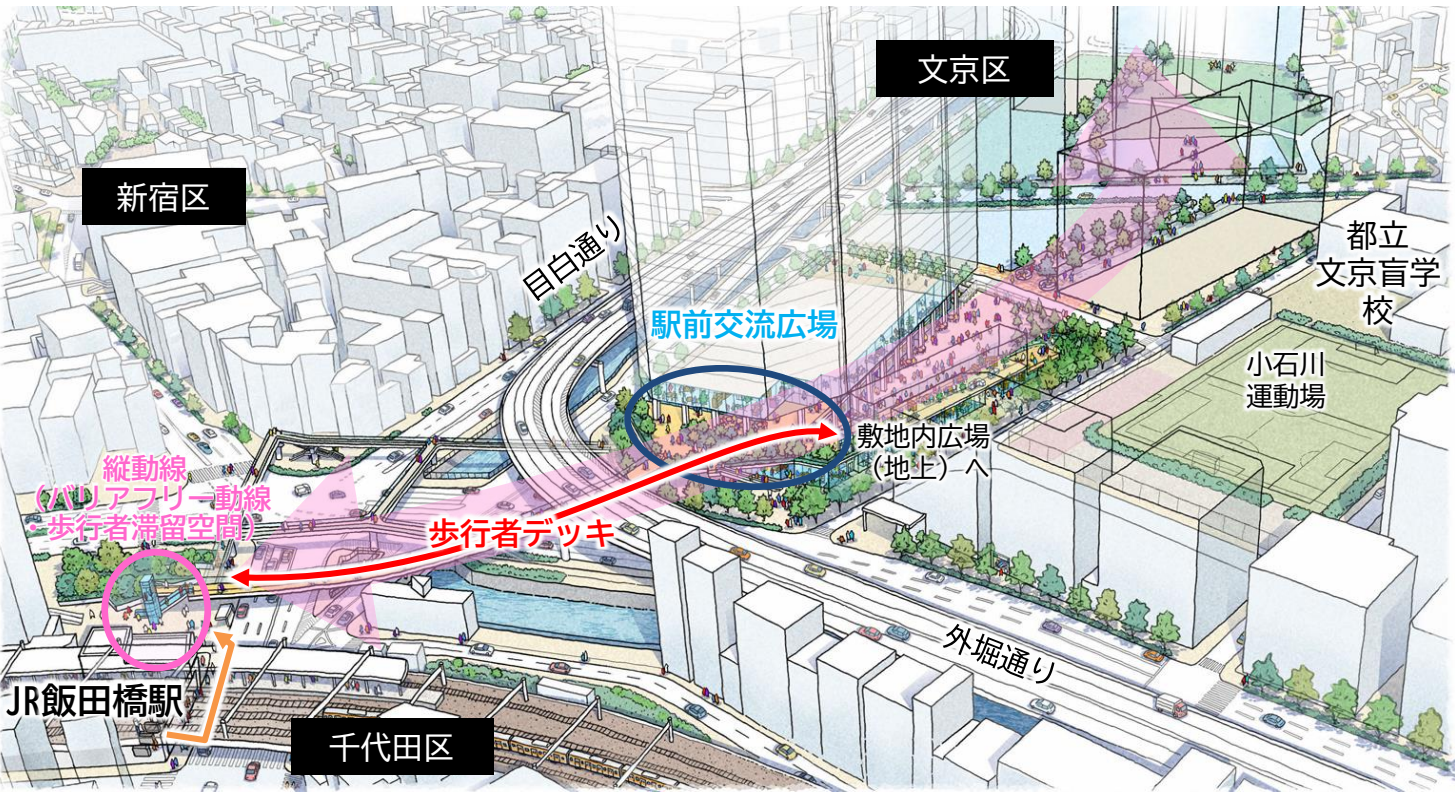 文京区
新宿区
目白通り
都立
文京盲学
校
駅前交流広場
小石川
運動場
敷地内広場
（地上）へ
縦動線
（バリアフリー動線
・歩行者滞留空間）
歩行者デッキ
外堀通り
JR飯田橋駅
千代田区